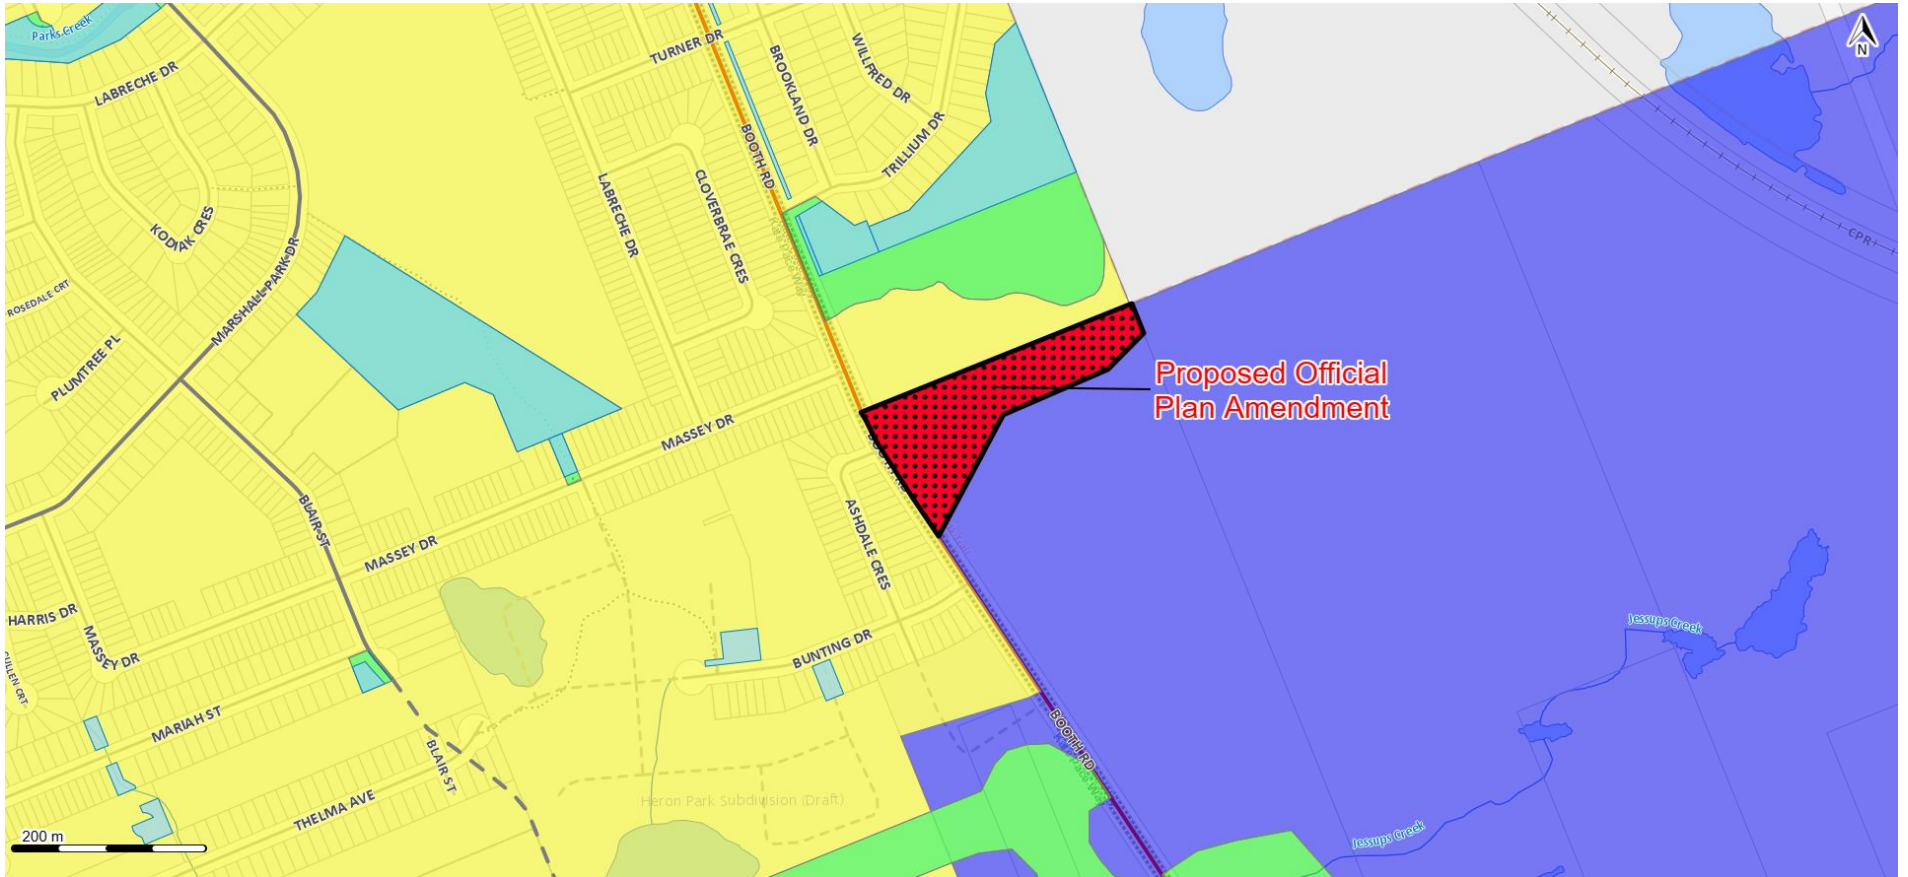 Parks Creek
LABRECHE DR
TURNER DR
WILLFRED DR
BROOKLAND DR
N
BOOTH RD
TRILLIUM DR
CLOVERBRAE CRES
LABRECHE DR
KODIAK CRES
MARSHALL PARK DR
CPR
ROSEDALE CRT
PLUMTREE PL
Proposed Official
Plan Amendment
MASSEY DR
BLAIR ST
ASHDALE CRES
MASSEY DR
HARRIS DR
MASSEY DR
BUNTING DR
Jessups Creek
MARIAH ST
BOOTH RD
BLAIR ST
THELMA AVE
Heron Park Subdivision (Draft)
200 m
Jessups Creek